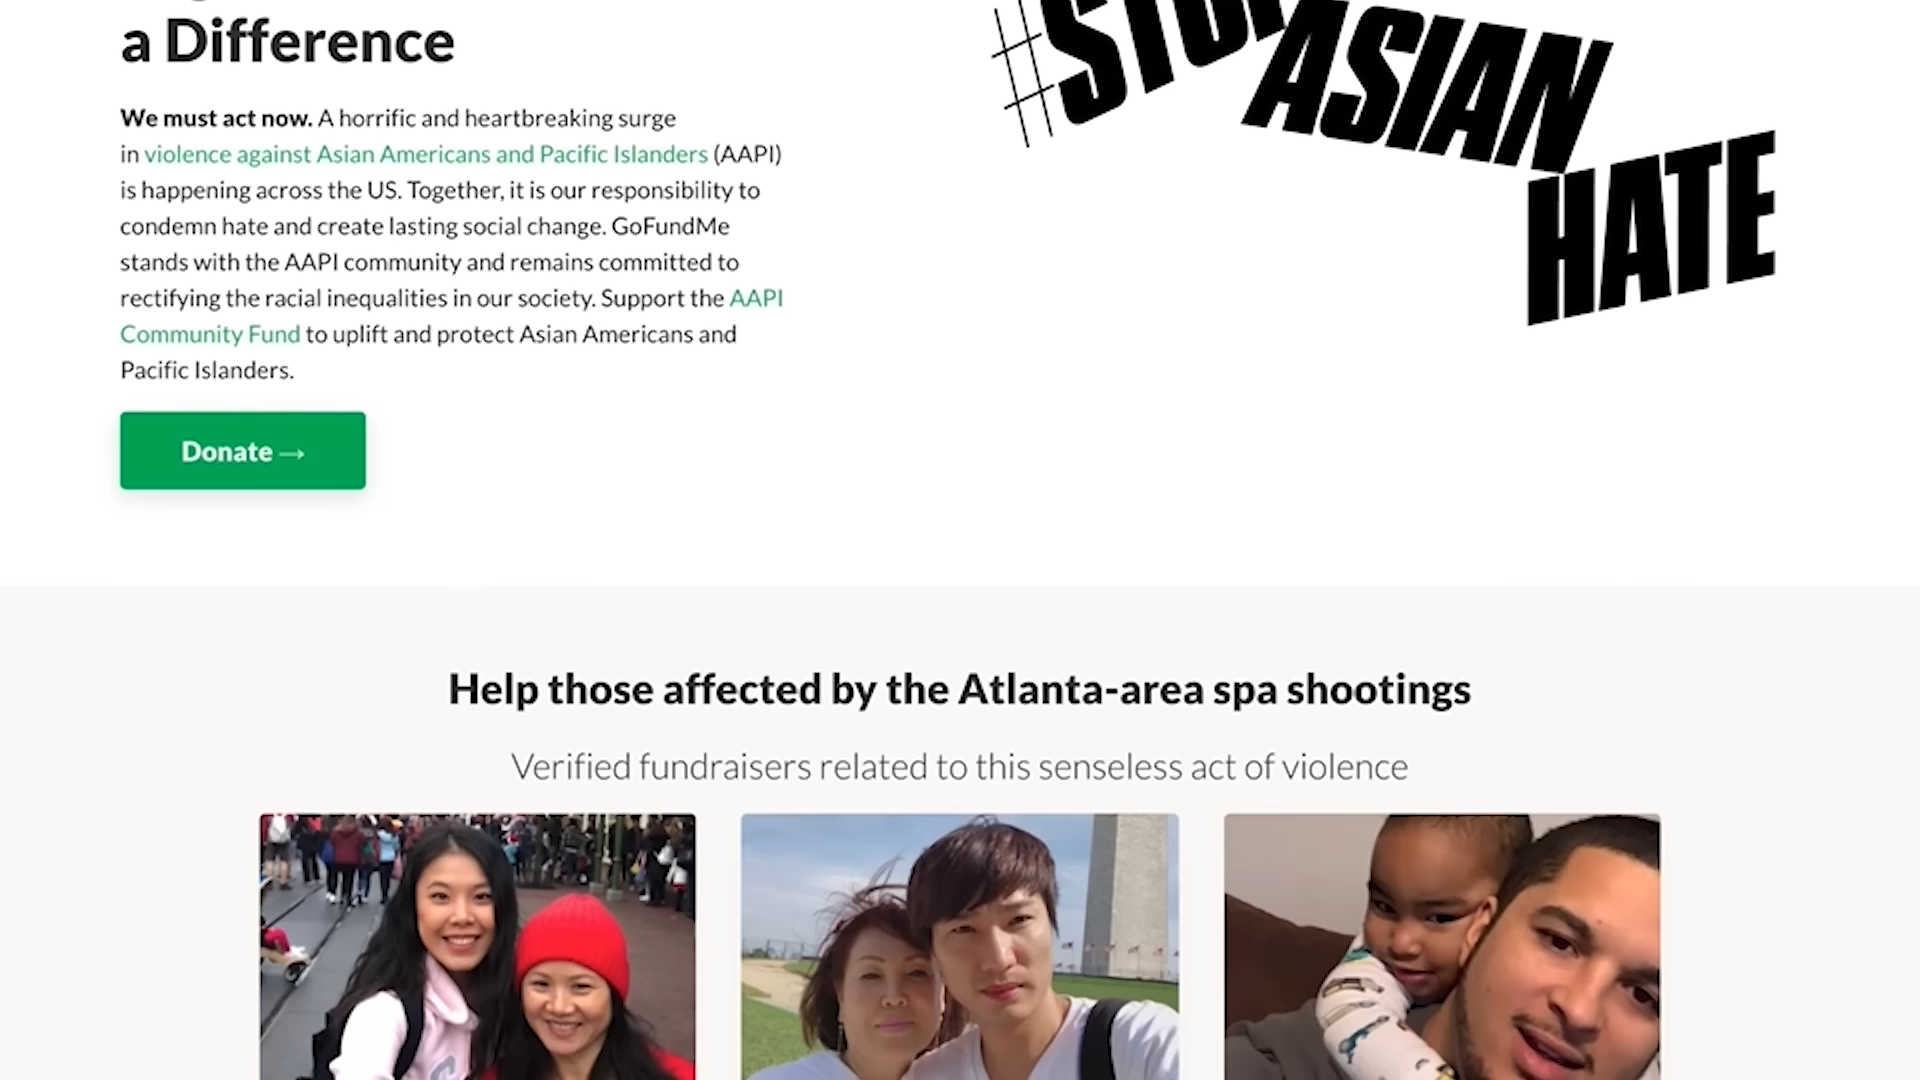 a Difference
We must act now. A horrific and heartbreaking surge
in violence against Asian Americans and Pacific Islanders (AAPI)
is happening across the US. Together, it is our responsibility to
condemn hate and create lasting social change. GoFundMe
stands with the AAPI community and remains committed to
rectifying the racial inequalities in our society. Support the AAPI
Community Fund to uplift and protect Asian Americans and
Pacific Islanders.
Donate →
#STOP
ASIAN
HATE
Help those affected by the Atlanta-area spa shootings
Verified fundraisers related to this senseless act of violence